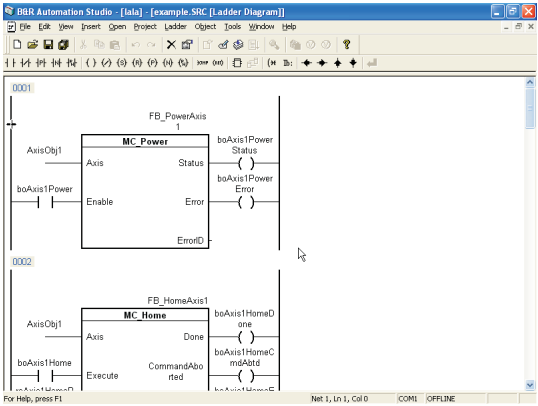 B&R Automation Studio - [lala] - [example.SRC [Ladder Diagram]]
File Edit View Insert Open Project Ladder Object Tools Window Help
0001
FB_PowerAxis
1
MC_Power
boAxis1Power
Status
AxisObj1
Axis
Status
boAxis1Power
Error
boAxis1Power
Enable
Error
ErrorID
0002
FB_HomeAxis1
MC_Home
boAxis1HomeD
one
AxisObj1
Axis
Done
boAxis1HomeC
mdAbtd
boAxis1Home
Execute
CommandAbo
rted
For Help, press F1
Net 1, Ln 1, Col 0
COM1
OFFLINE